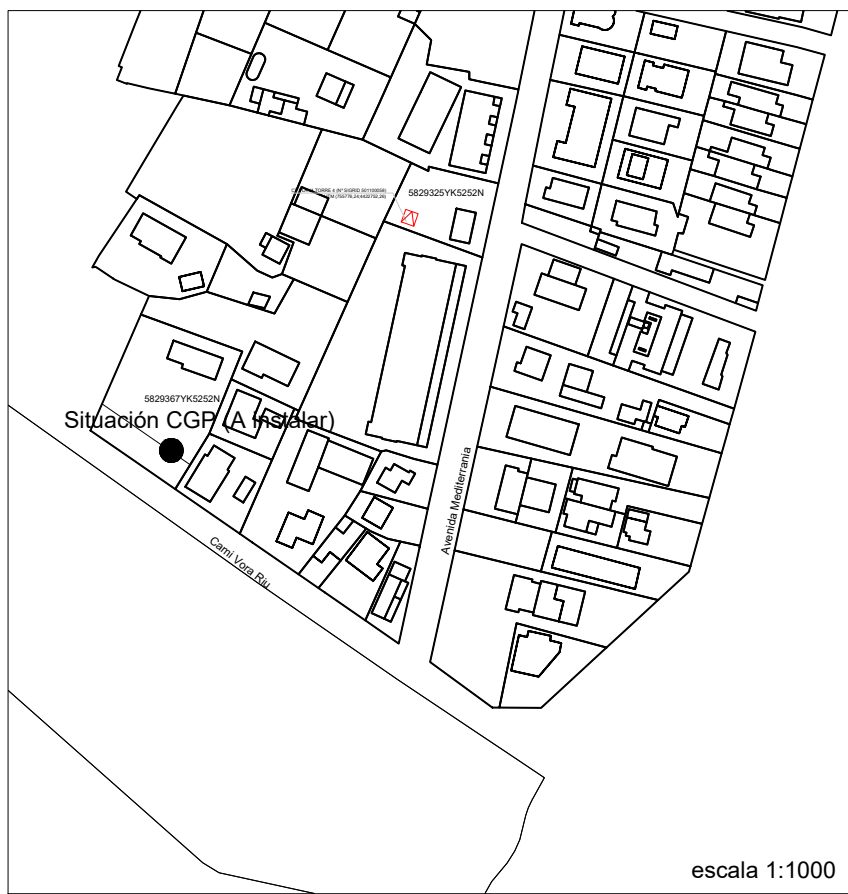 5829325YK5252N
5829367YK5252N
Situación CGP (A Instalar)
Avenida Mediterrania
Cami Vora Riu
escala 1:1000